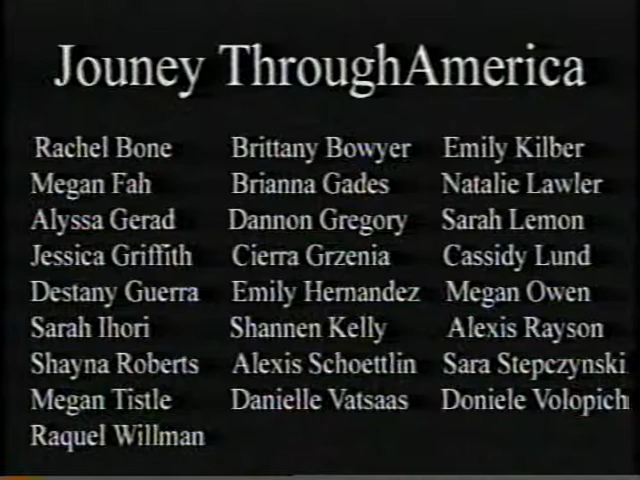 Jouney ThroughAmerica
Rachel Bone Brittany Bowyer Emily Kilber
Megan Fah Brianna Gades Natalie Lawler
Alyssa Gerad Dannon Gregory Sarah Lemon
Jessica Griffith Cierra Grzenia Cassidy Lund
Destany Guerra Emily Hernandez Megan Owen
Sarah Ihori Shannen Kelly Alexis Rayson
Shayna Roberts Alexis Schoettlin Sara Stepczynski
Megan Tistle Danielle Vatsaas Doniele Volopich
Raquel Willman